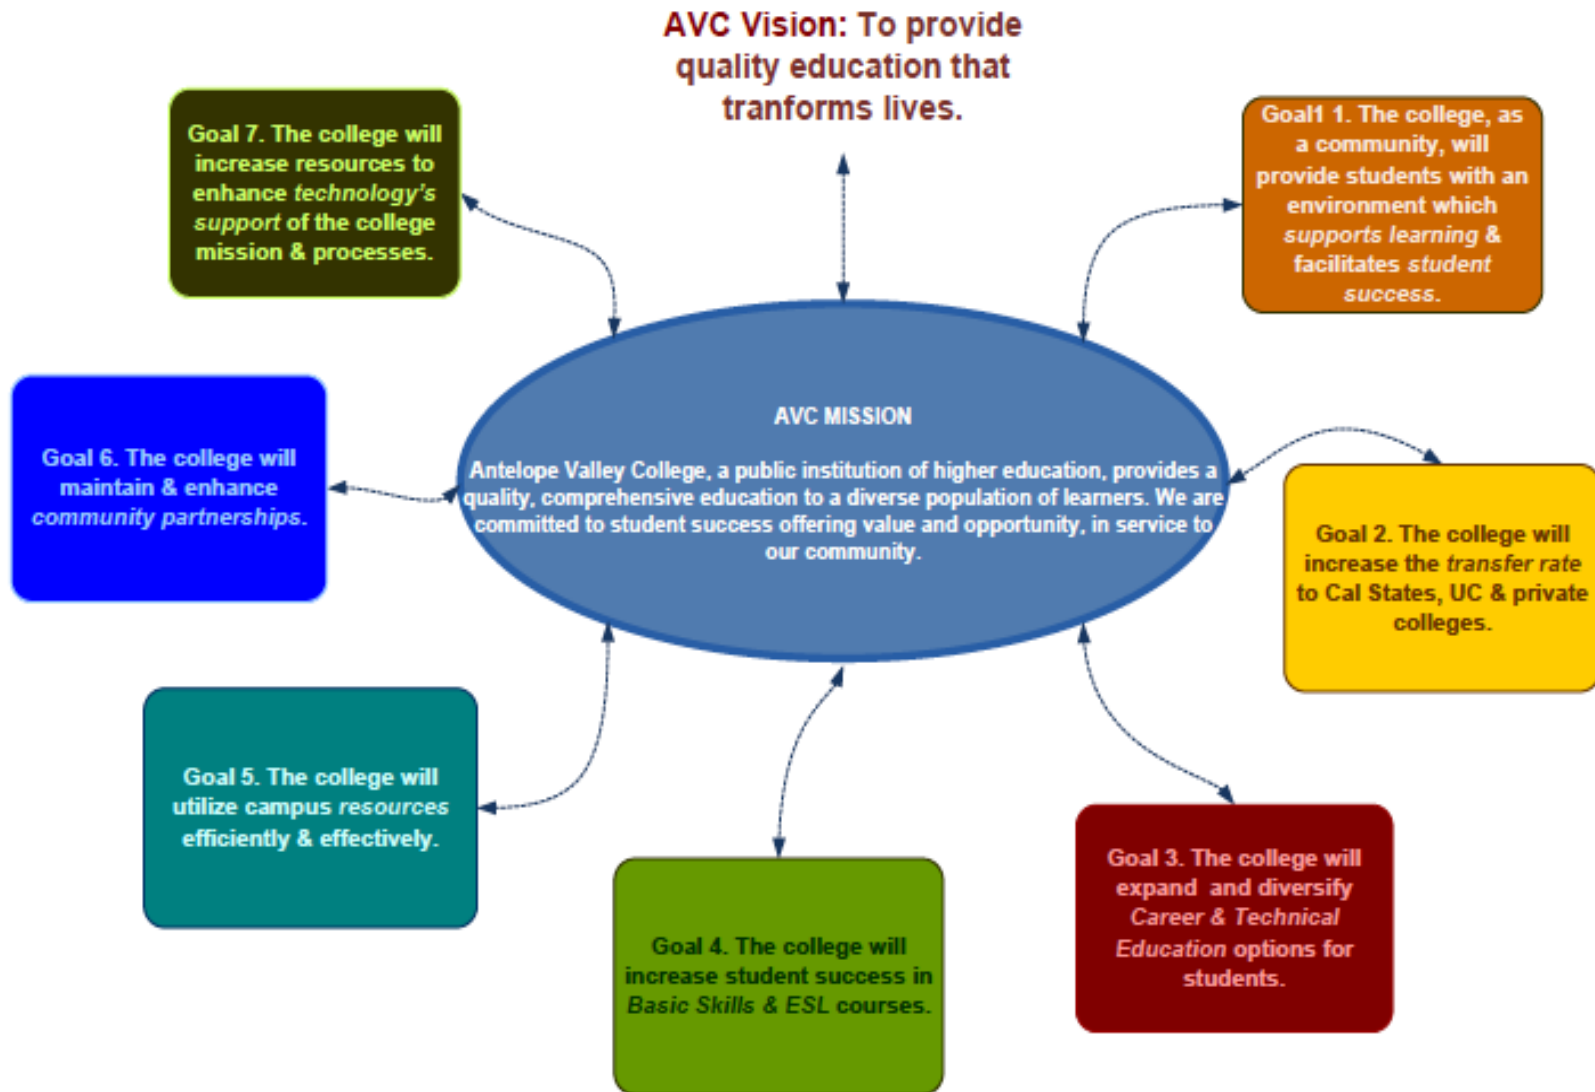 AVC Vision: To provide
quality education that
tranforms lives.
Goal1 1. The college, as
a community, will
provide students with an
environment which
supports learning &
facilitates student
success.
Goal 7. The college will
increase resources to
enhance technology's
support of the college
mission & processes.
AVC MISSION
Antelope Valley College, a public institution of higher education, provides a
quality, comprehensive education to a diverse population of learners. We are
committed to student success offering value and opportunity, in service to
our community.
Goal 6. The college will
maintain & enhance
community partnerships.
Goal 2. The college will
increase the transfer rate
to Cal States, UC & private
colleges.
Goal 5. The college will
utilize campus resources
efficiently & effectively.
Goal 3. The college will
expand  and diversify
Career & Technical
Education options for
students.
Goal 4. The college will
increase student success in
Basic Skills & ESL courses.